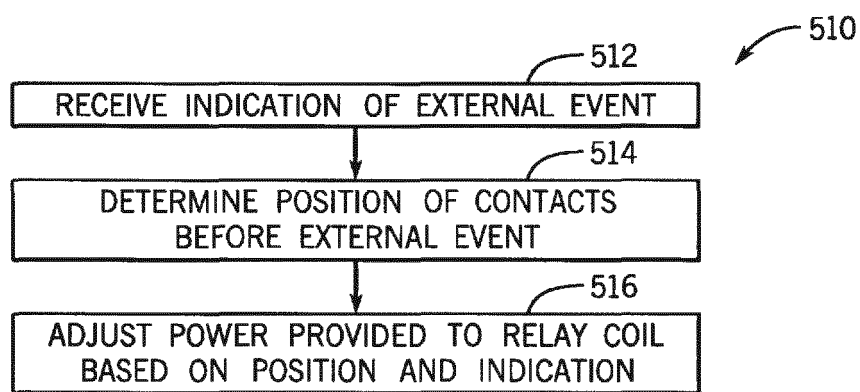 510
512
RECEIVE INDICATION OF EXTERNAL EVENT
514
DETERMINE POSITION OF CONTACTS
BEFORE EXTERNAL EVENT
516
ADJUST POWER PROVIDED TO RELAY COIL
BASED ON POSITION AND INDICATION